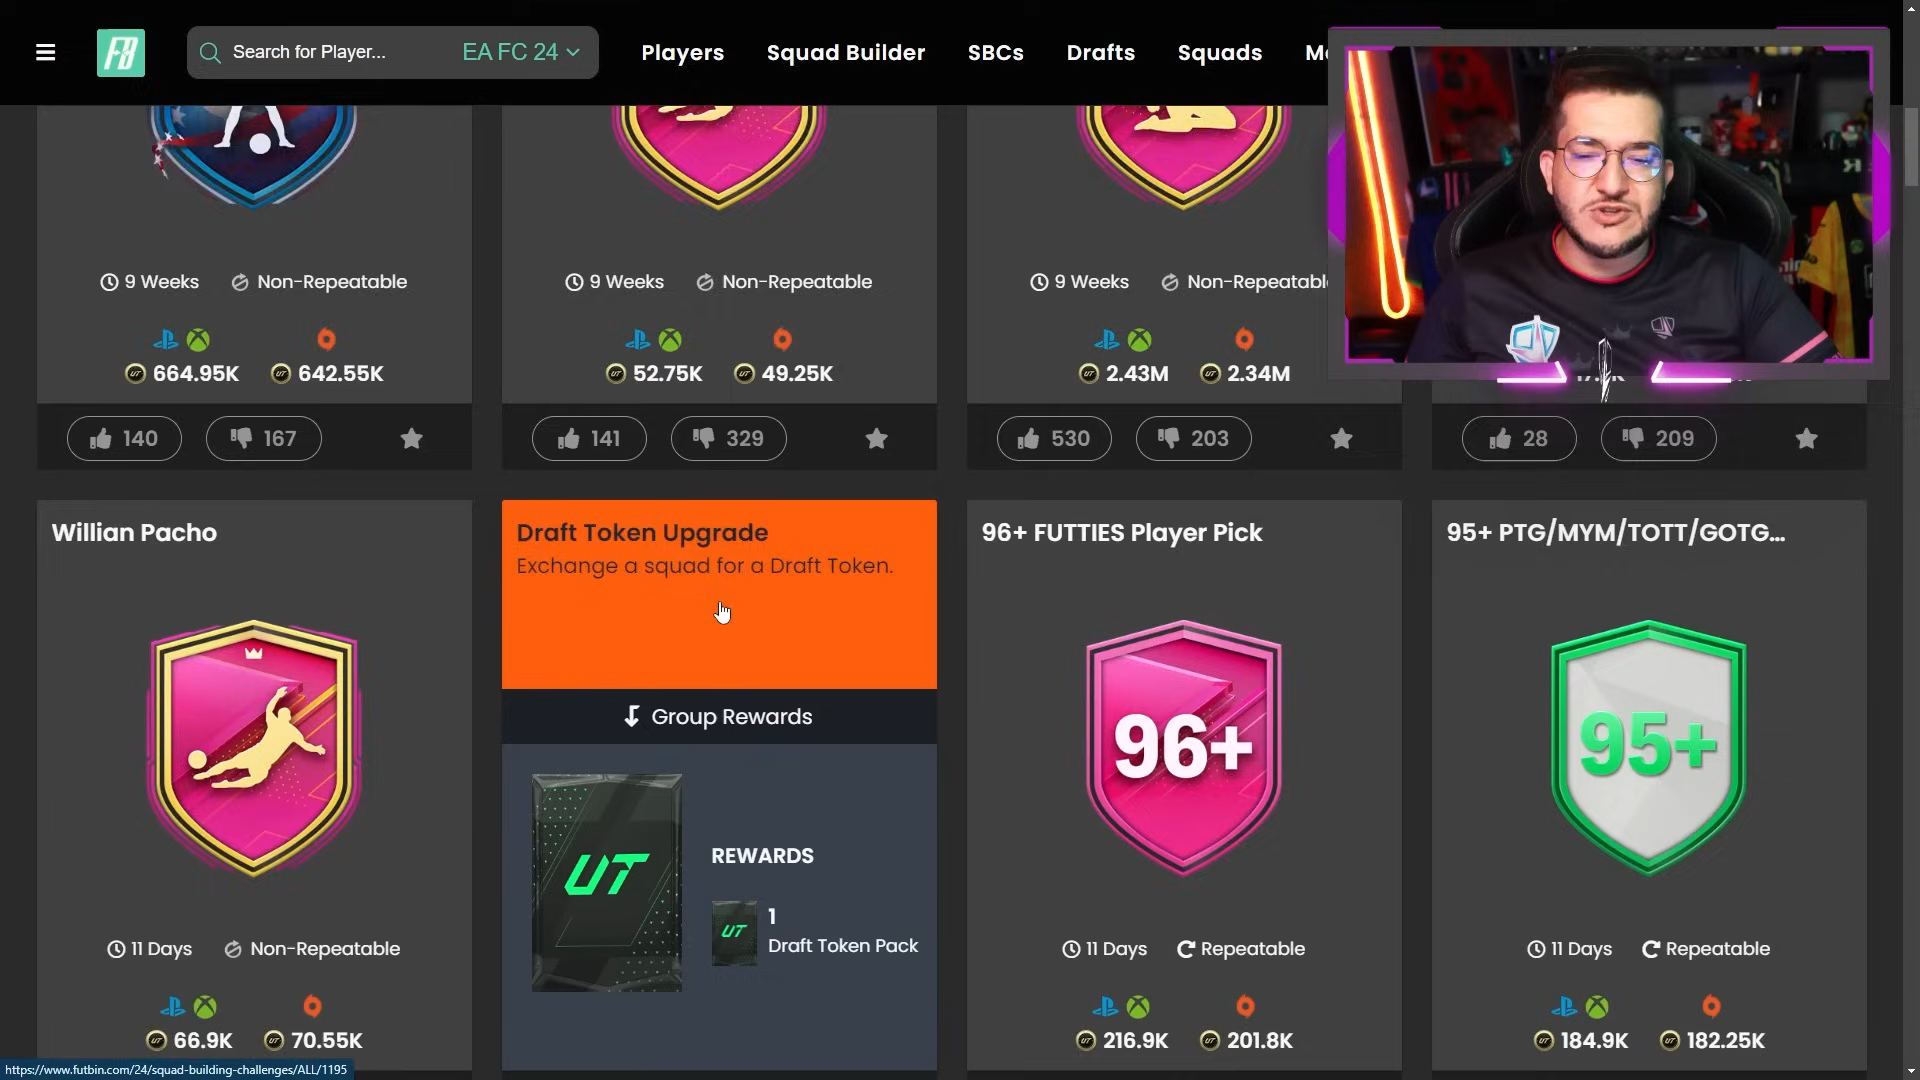 F8
Search for Player...
EA FC 24
Players
Squad Builder
SBCs
Drafts
Squads
9 Weeks
Non-Repeatable
664.95K
642.55K
140
167
9 Weeks
Non-Repeatable
52.75K
49.25K
141
329
9 Weeks
Non-Repeatable
2.43M
2.34M
530
203
28
209
Willian Pacho
11 Days
Non-Repeatable
66.9K
70.55K
Draft Token Upgrade
Exchange a squad for a Draft Token.
Group Rewards
UT
REWARDS
UT
1
Draft Token Pack
96+ FUTTIES Player Pick
96+
11 Days
Repeatable
216.9K
201.8K
95+ PTG/MYM/TOTT/GOTG...
95+
11 Days
Repeatable
184.9K
182.25K
https://www.futbin.com/24/squad-building-challenges/ALL/1195